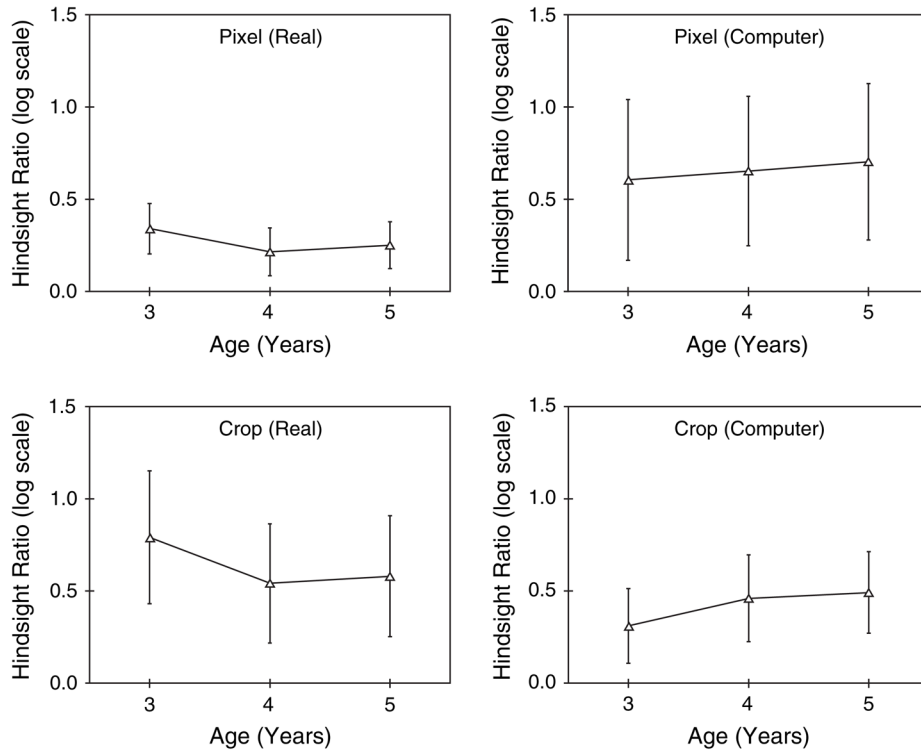 Pixel (Real)
Hindsight Ratio (log scale)
1.5
1.0
0.5
0.0
3 4 5
Age (Years)
Pixel (Computer)
Hindsight Ratio (log scale)
1.5
1.0
0.5
0.0
3 4 5
Age (Years)
Crop (Real)
Hindsight Ratio (log scale)
1.5
1.0
0.5
0.0
3 4 5
Age (Years)
Crop (Computer)
Hindsight Ratio (log scale)
1.5
1.0
0.5
0.0
3 4 5
Age (Years)